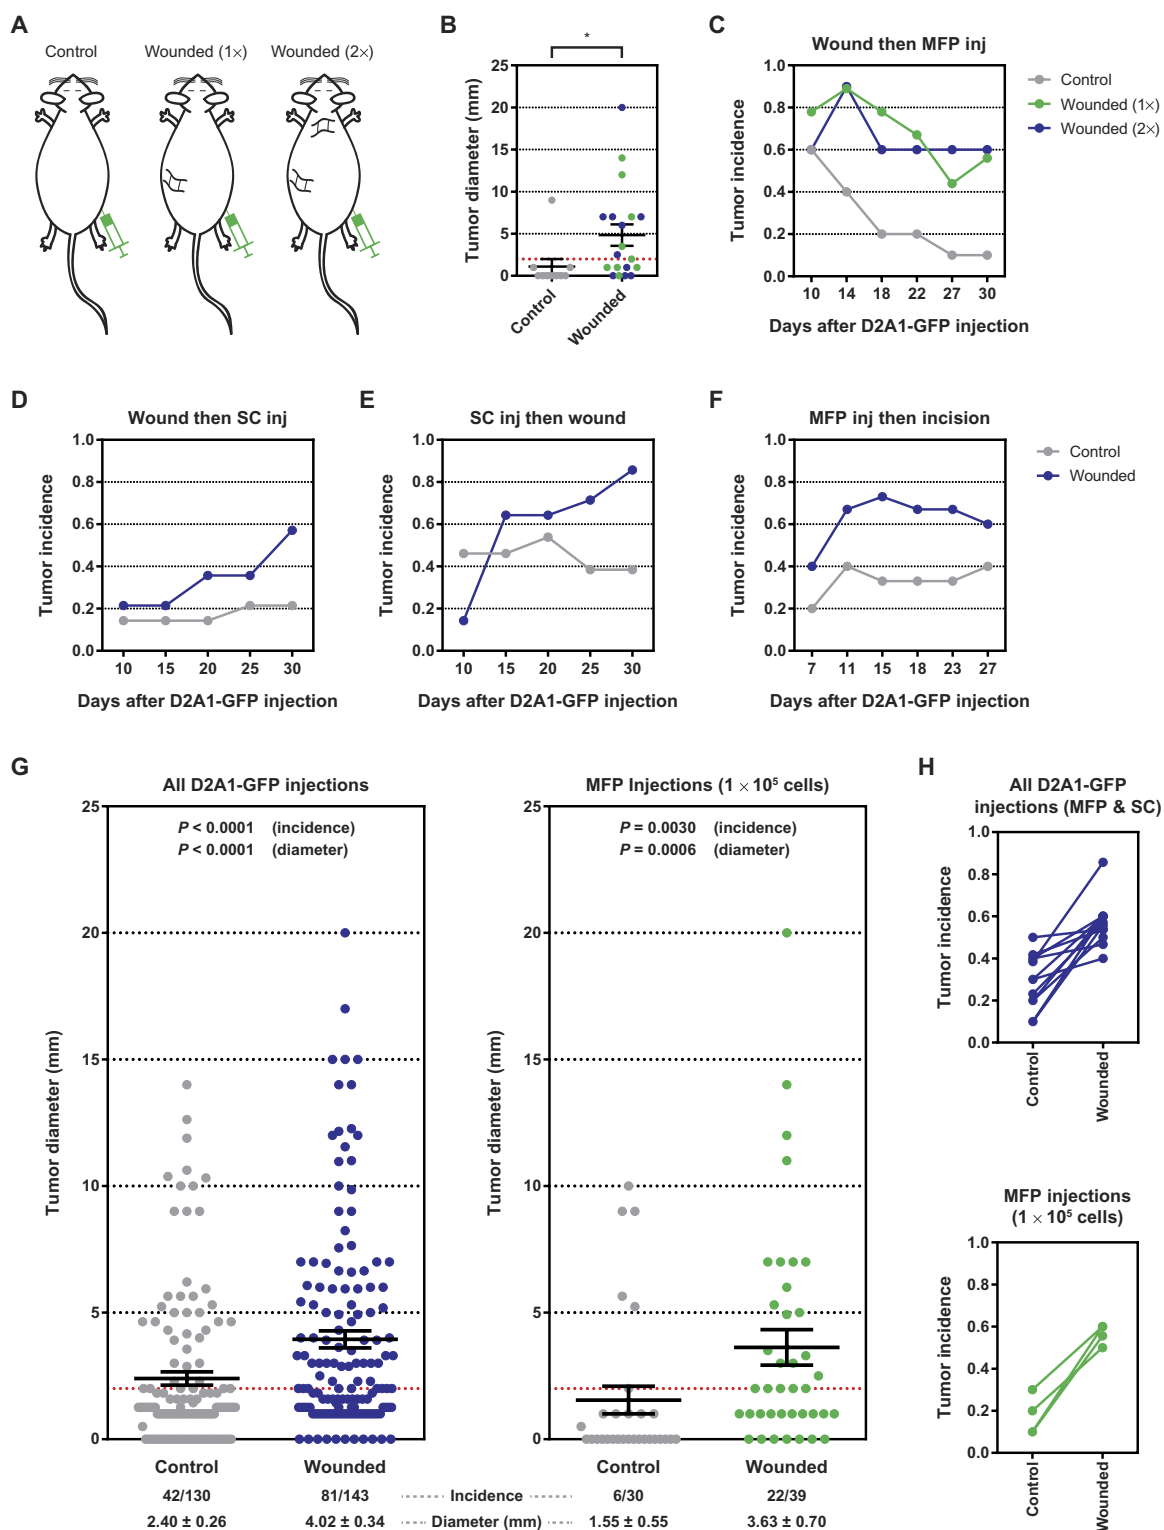 A
Control
Wounded (1×)
Wounded (2×)
B
*
Tumor diameter (mm)
25
20
15
10
5
0
Control
Wounded
C
Wound then MFP inj
Tumor incidence
1.0
0.8
0.6
0.4
0.2
0.0
10 14 18 22 27 30
Days after D2A1-GFP injection
Control
Wounded (1×)
Wounded (2×)
D
Wound then SC inj
Tumor incidence
1.0
0.8
0.6
0.4
0.2
0.0
10 15 20 25 30
Days after D2A1-GFP injection
E
SC inj then wound
Tumor incidence
1.0
0.8
0.6
0.4
0.2
0.0
10 15 20 25 30
Days after D2A1-GFP injection
F
MFP inj then incision
Tumor incidence
1.0
0.8
0.6
0.4
0.2
0.0
7 11 15 18 23 27
Days after D2A1-GFP injection
Control
Wounded
G
All D2A1-GFP injections
P < 0.0001 (incidence)
P < 0.0001 (diameter)
Tumor diameter (mm)
25
20
15
10
5
0
Control Wounded
MFP Injections (1 × 10⁵ cells)
P = 0.0030 (incidence)
P = 0.0006 (diameter)
Tumor diameter (mm)
25
20
15
10
5
0
Control Wounded
42/130 81/143 Incidence 6/30 22/39
2.40 ± 0.26 4.02 ± 0.34 Diameter (mm) 1.55 ± 0.55 3.63 ± 0.70
H
All D2A1-GFP
injections (MFP & SC)
Tumor incidence
1.0
0.8
0.6
0.4
0.2
0.0
Control
Wounded
MFP injections
(1 × 10⁵ cells)
Tumor incidence
1.0
0.8
0.6
0.4
0.2
0.0
Control
Wounded